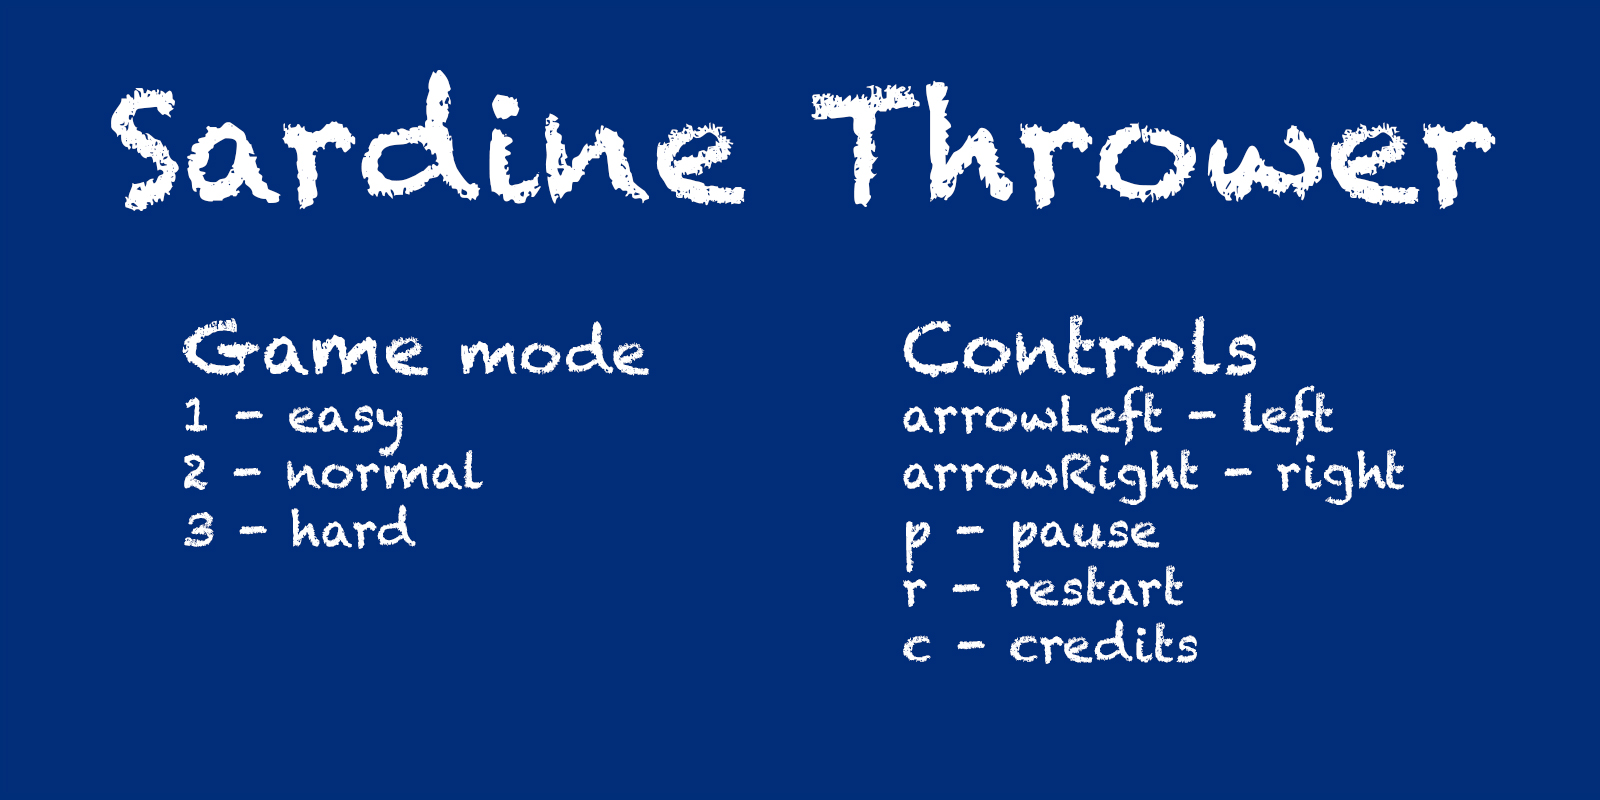 Sardine Thrower
Game mode
1 - easy
2 - normal
3 - hard
Controls
arrowLeft - left
arrowRight - right
p - pause
r - restart
c - credits